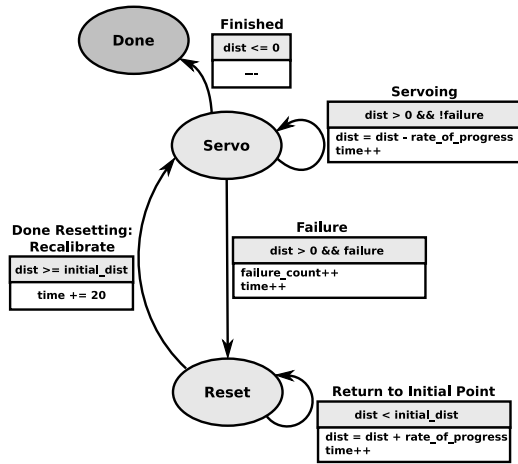 Done
Finished
dist <= 0
---
Servoing
dist > 0 && !failure
dist = dist - rate_of_progress
time++
Servo
Done Resetting:
Recalibrate
dist >= initial_dist
time += 20
Failure
dist > 0 && failure
failure_count++
time++
Reset
Return to Initial Point
dist < initial_dist
dist = dist + rate_of_progress
time++